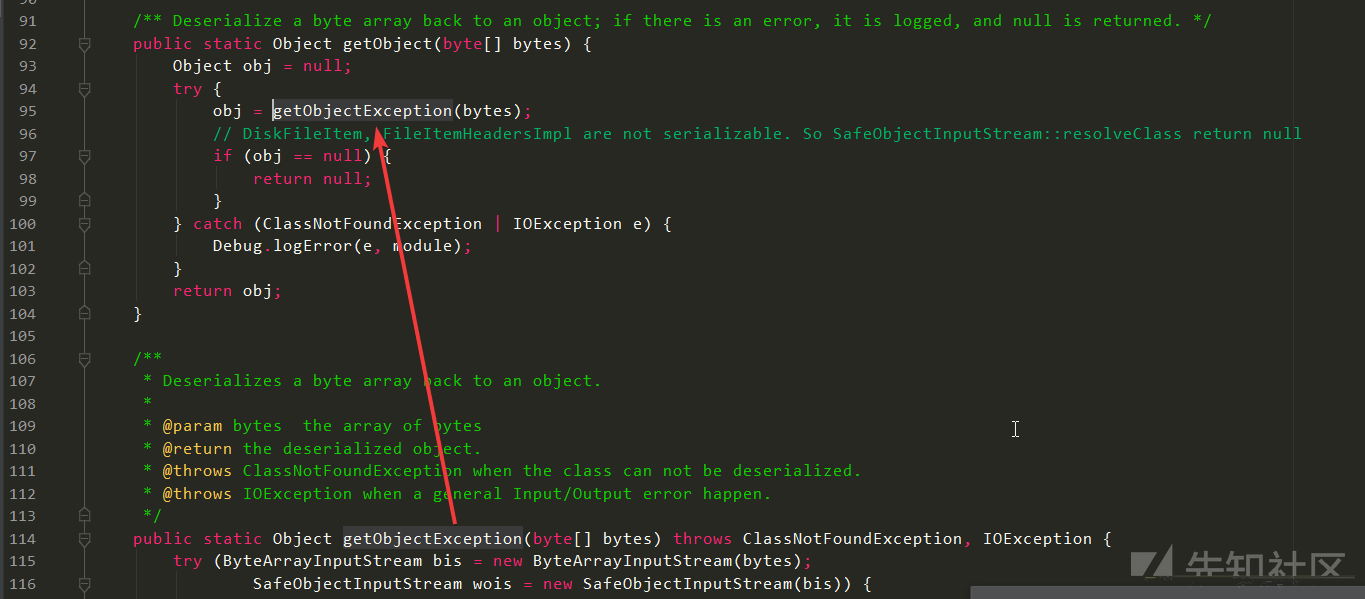 91 /** Deserialize a byte array back to an object; if there is an error, it is logged, and null is returned. */
92 public static Object getObject(byte[] bytes) {
93 Object obj = null;
94 try {
95 obj = getObjectException(bytes);
96 // DiskFileItem, FileItemHeadersImpl are not serializable. So SafeObjectInputStream::resolveClass return null
97 if (obj == null) {
98 return null;
99 }
100 } catch (ClassNotFoundException | IOException e) {
101 Debug.logError(e, module);
102 }
103 return obj;
104 }
105
106 /**
107 * Deserializes a byte array back to an object.
108 *
109 * @param bytes  the array of bytes
110 * @return the deserialized object.
111 * @throws ClassNotFoundException when the class can not be deserialized.
112 * @throws IOException when a general Input/Output error happen.
113 */
114 public static Object getObjectException(byte[] bytes) throws ClassNotFoundException, IOException {
115 try (ByteArrayInputStream bis = new ByteArrayInputStream(bytes);
116 SafeObjectInputStream wois = new SafeObjectInputStream(bis)) {
先知社区